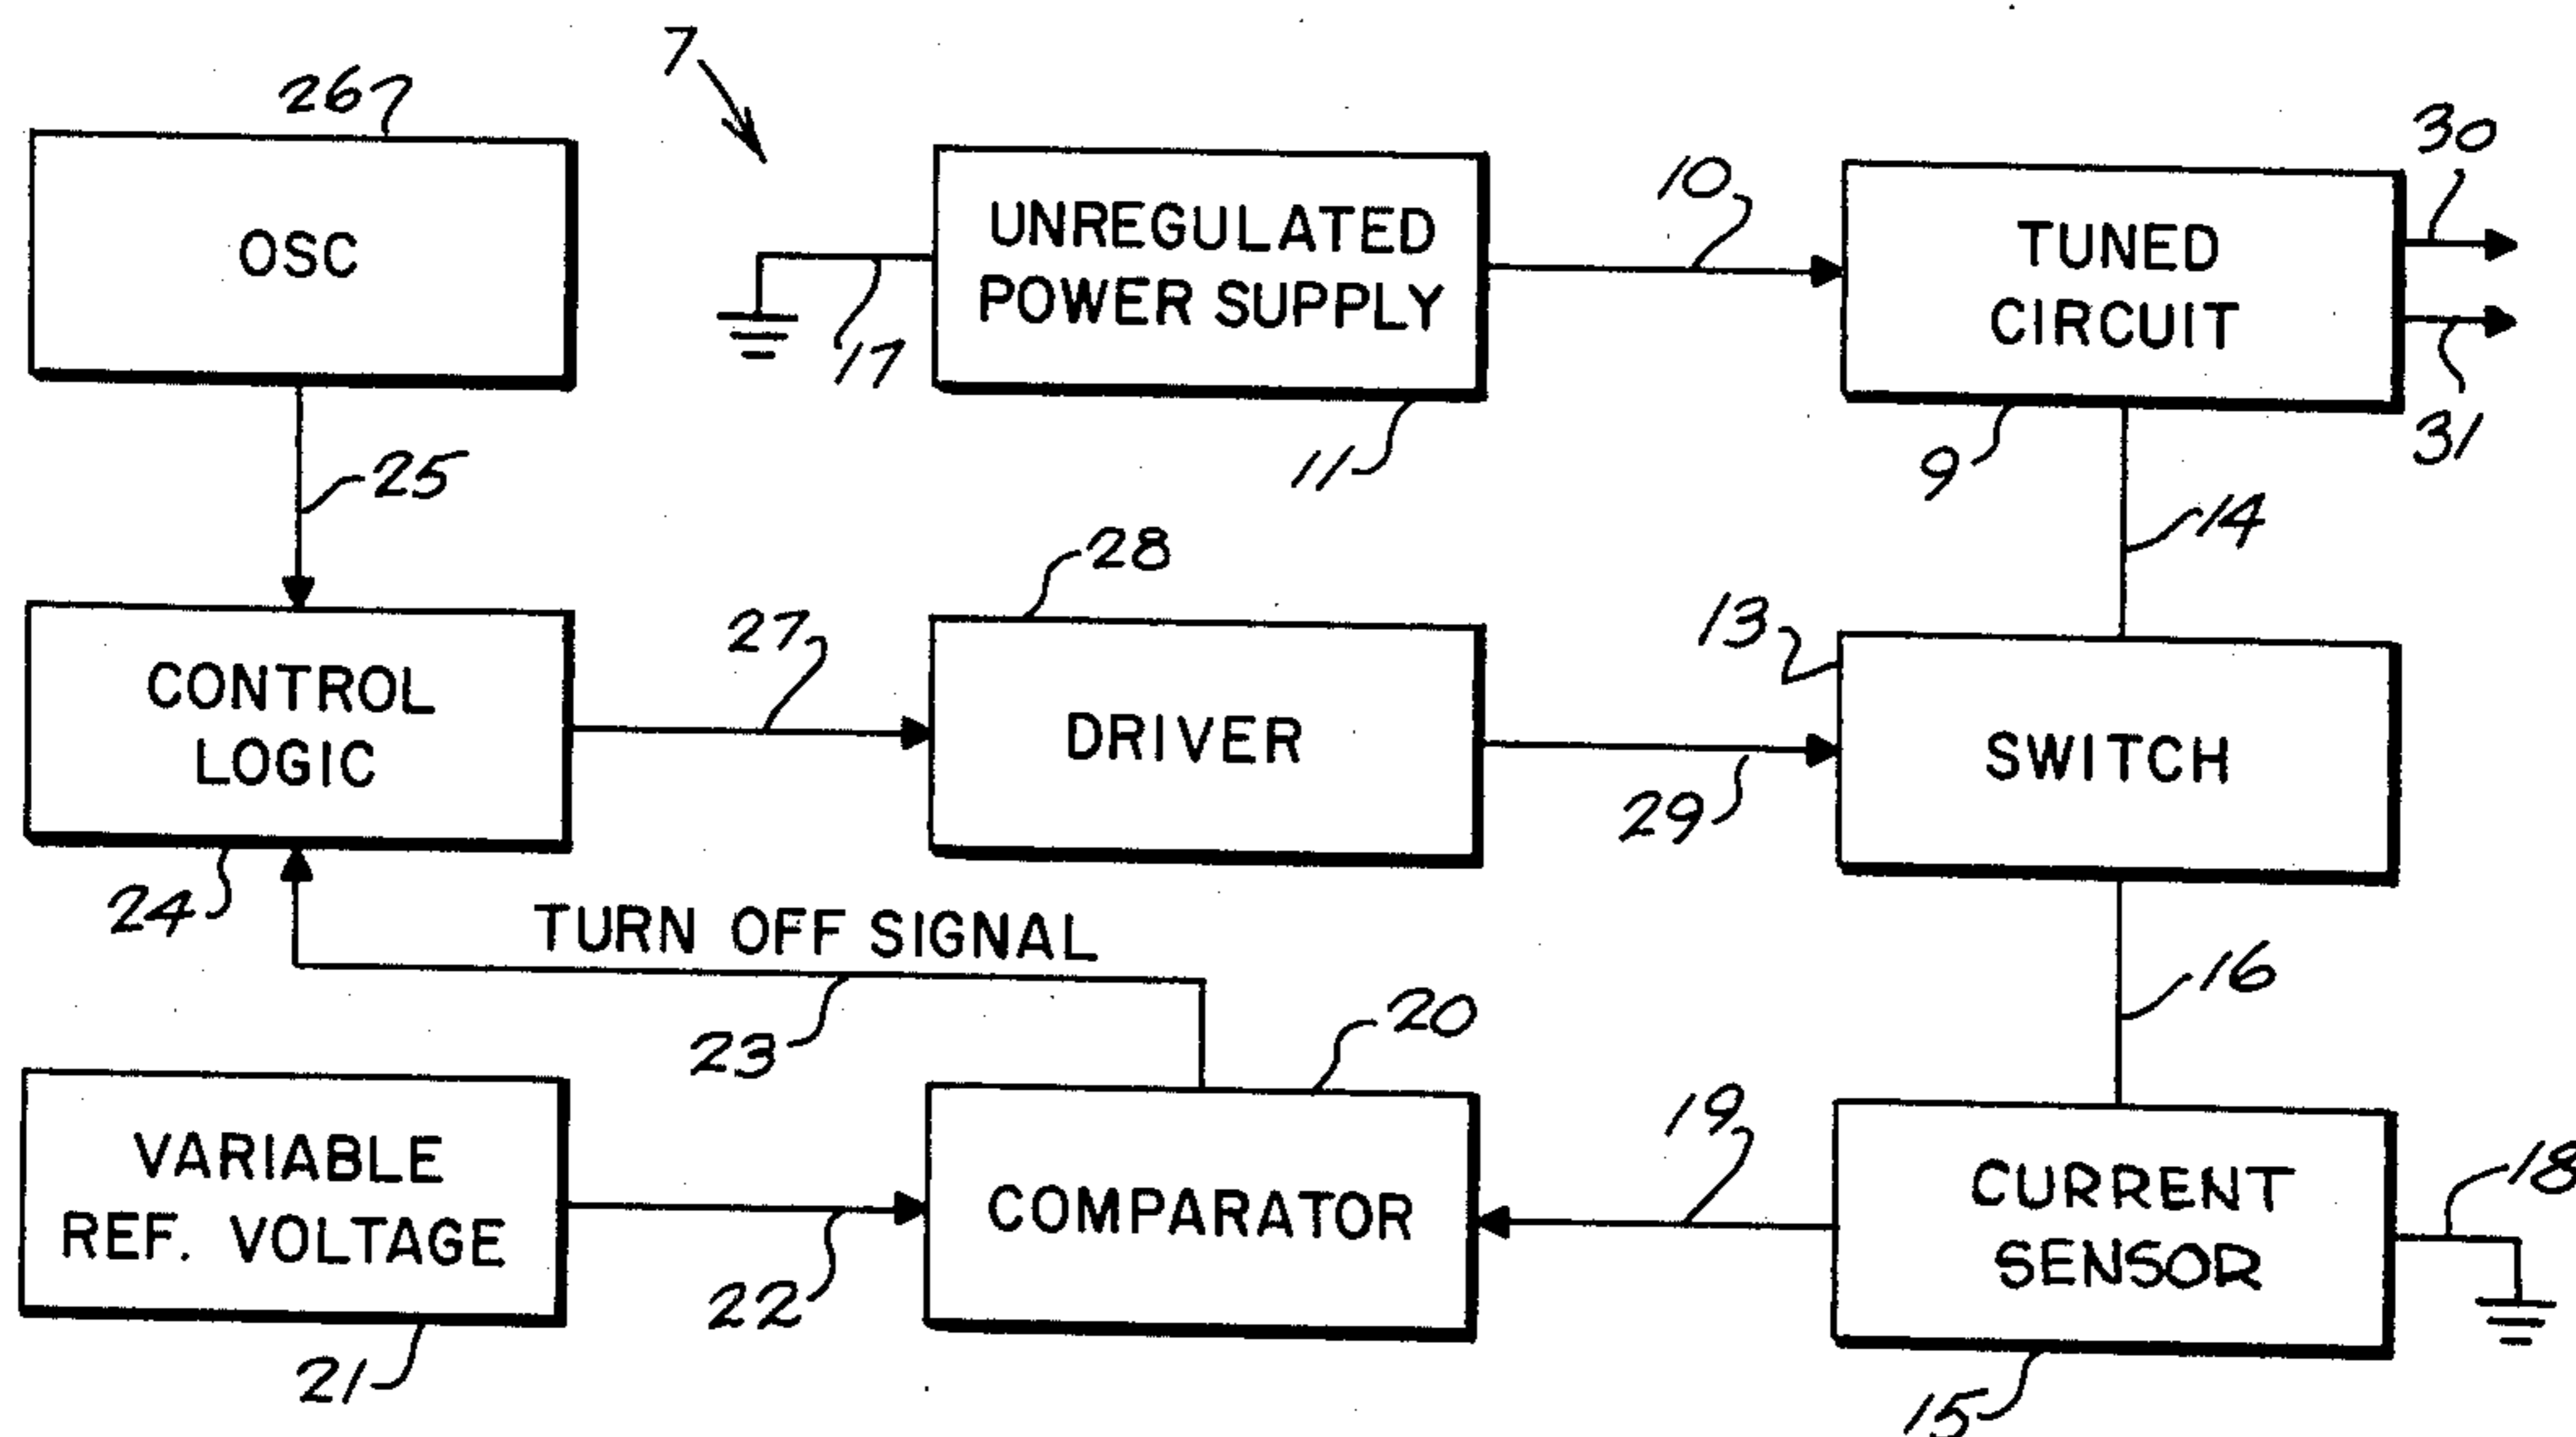 7
26
OSC
UNREGULATED
POWER SUPPLY
17
11
10
TUNED
CIRCUIT
30
31
9
14
25
CONTROL
LOGIC
24
27
28
DRIVER
29
13
SWITCH
16
TURN OFF SIGNAL
23
VARIABLE
REF. VOLTAGE
21
22
20
COMPARATOR
19
CURRENT
SENSOR
18
15